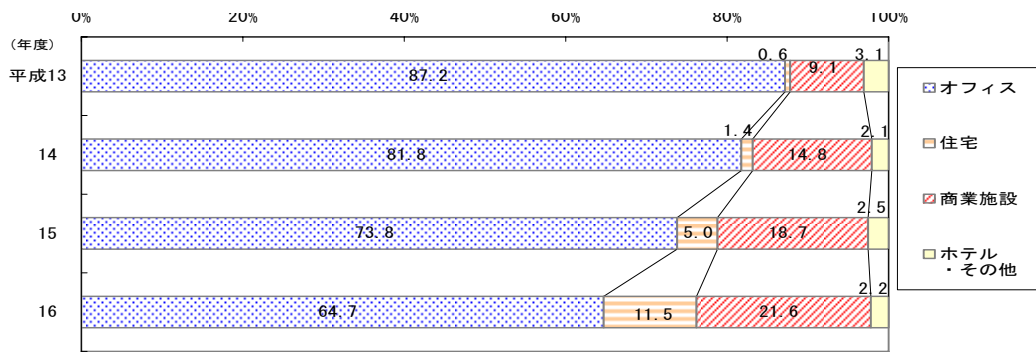 0% 20% 40% 60% 80% 100%
(年度)
平成13
87.2 0.6 9.1 3.1
14
81.8 1.4 14.8 2.1
15
73.8 5.0 18.7 2.5
16
64.7 11.5 21.6 2.2
オフィス
住宅
商業施設
ホテル
・その他